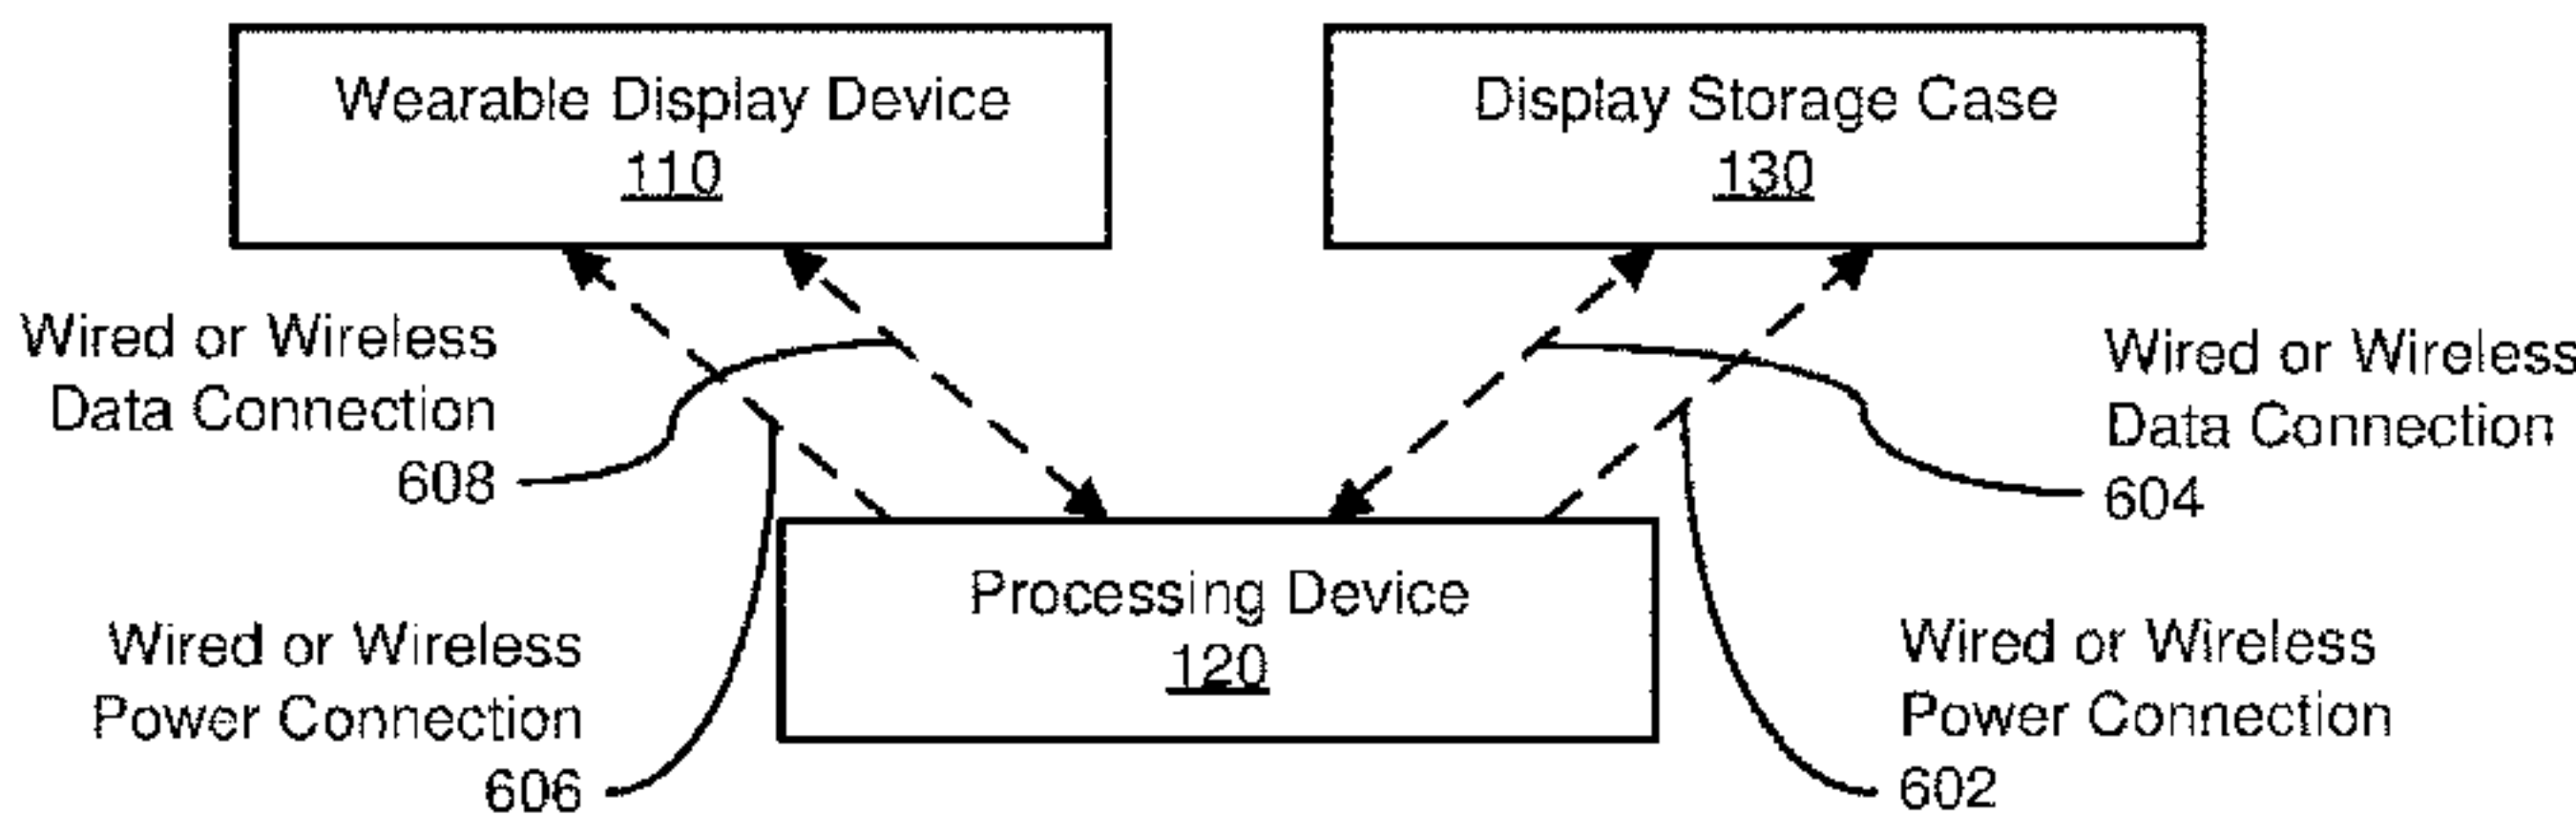 Wearable Display Device
110
Display Storage Case
130
Wired or Wireless
Data Connection
608
Wired or Wireless
Data Connection
604
Processing Device
120
Wired or Wireless
Power Connection
606
Wired or Wireless
Power Connection
602